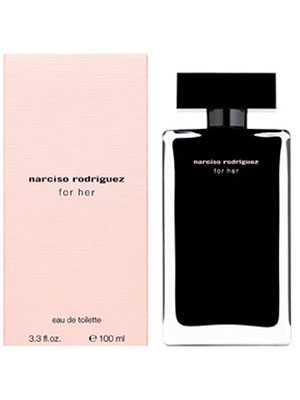 narciso rodriguez
for her
eau de toilette
3.3 fl.oz. ℮ 100 ml
narciso rodriguez
for her